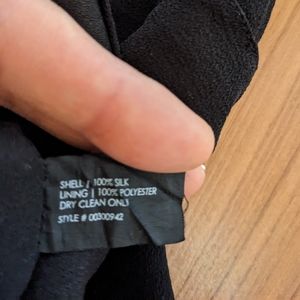 SHELL / 100% SILK
LINING / 100% POLYESTER
DRY CLEAN ONLY
STYLE # 00300942